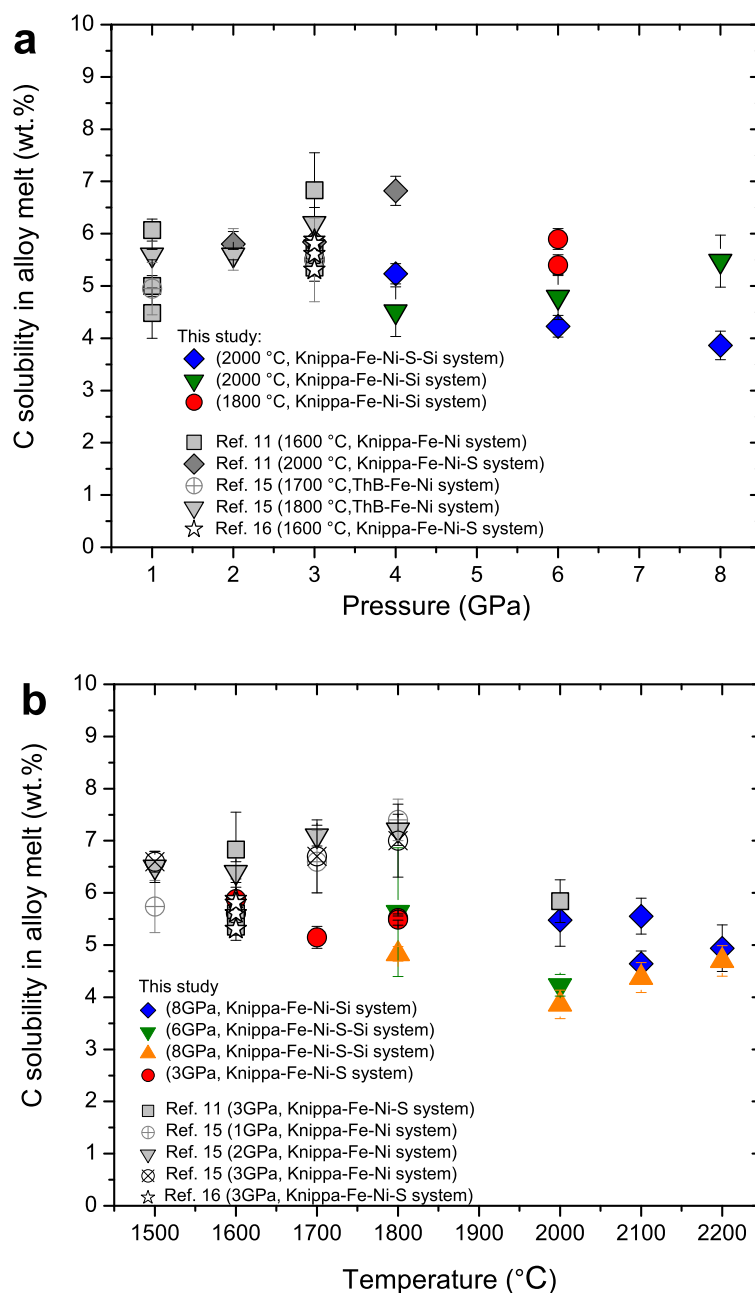 a
10
9
8
7
6
5
4
3
2
1
0
C solubility in alloy melt (wt.%)
This study:
(2000 °C, Knippa-Fe-Ni-S-Si system)
(2000 °C, Knippa-Fe-Ni-Si system)
(1800 °C, Knippa-Fe-Ni-Si system)
Ref. 11 (1600 °C, Knippa-Fe-Ni system)
Ref. 11 (2000 °C, Knippa-Fe-Ni-S system)
Ref. 15 (1700 °C,ThB-Fe-Ni system)
Ref. 15 (1800 °C,ThB-Fe-Ni system)
Ref. 16 (1600 °C, Knippa-Fe-Ni-S system)
1 2 3 4 5 6 7 8
Pressure (GPa)
b
10
9
8
7
6
5
4
3
2
1
0
C solubility in alloy melt (wt.%)
This study
(8GPa, Knippa-Fe-Ni-Si system)
(6GPa, Knippa-Fe-Ni-S-Si system)
(8GPa, Knippa-Fe-Ni-S-Si system)
(3GPa, Knippa-Fe-Ni-S system)
Ref. 11 (3GPa, Knippa-Fe-Ni-S system)
Ref. 15 (1GPa, Knippa-Fe-Ni system)
Ref. 15 (2GPa, Knippa-Fe-Ni system)
Ref. 15 (3GPa, Knippa-Fe-Ni system)
Ref. 16 (3GPa, Knippa-Fe-Ni-S system)
1500 1600 1700 1800 1900 2000 2100 2200
Temperature (°C)